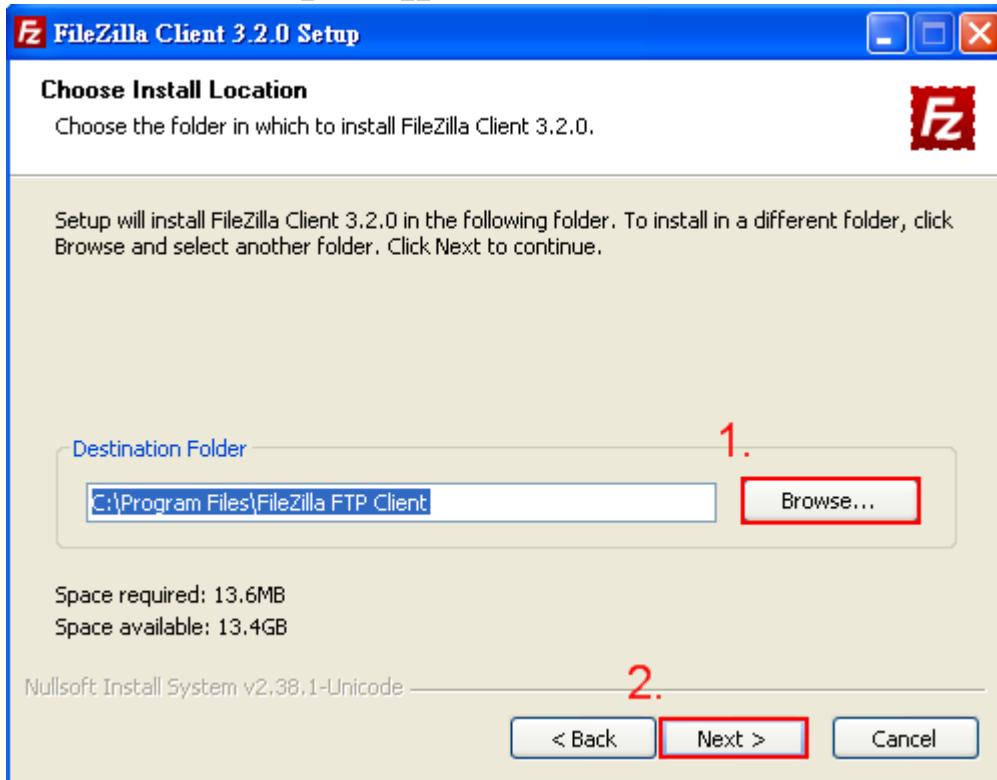 FileZilla Client 3.2.0 Setup
Choose Install Location
Choose the folder in which to install FileZilla Client 3.2.0.
Setup will install FileZilla Client 3.2.0 in the following folder. To install in a different folder, click
Browse and select another folder. Click Next to continue.
Destination Folder
1.
C:\Program Files\FileZilla FTP Client
Browse...
Space required: 13.6MB
Space available: 13.4GB
Nullsoft Install System v2.38.1-Unicode
2.
< Back
Next >
Cancel